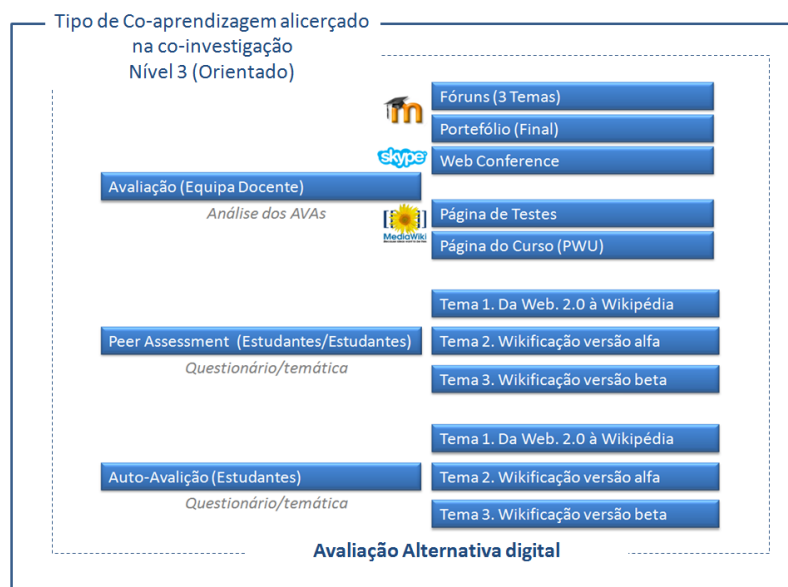 Tipo de Co-aprendizagem alicerçado
na co-investigação
Nível 3 (Orientado)
Fóruns (3 Temas)
Portefólio (Final)
skype
Web Conference
Avaliação (Equipa Docente)
Análise dos AVAs
Página de Testes
MediaWiki
Página do Curso (PWU)
Tema 1. Da Web. 2.0 à Wikipédia
Peer Assessment (Estudantes/Estudantes)
Tema 2. Wikificação versão alfa
Questionário/temática
Tema 3. Wikificação versão beta
Tema 1. Da Web. 2.0 à Wikipédia
Auto-Avalição (Estudantes)
Tema 2. Wikificação versão alfa
Questionário/temática
Tema 3. Wikificação versão beta
Avaliação Alternativa digital